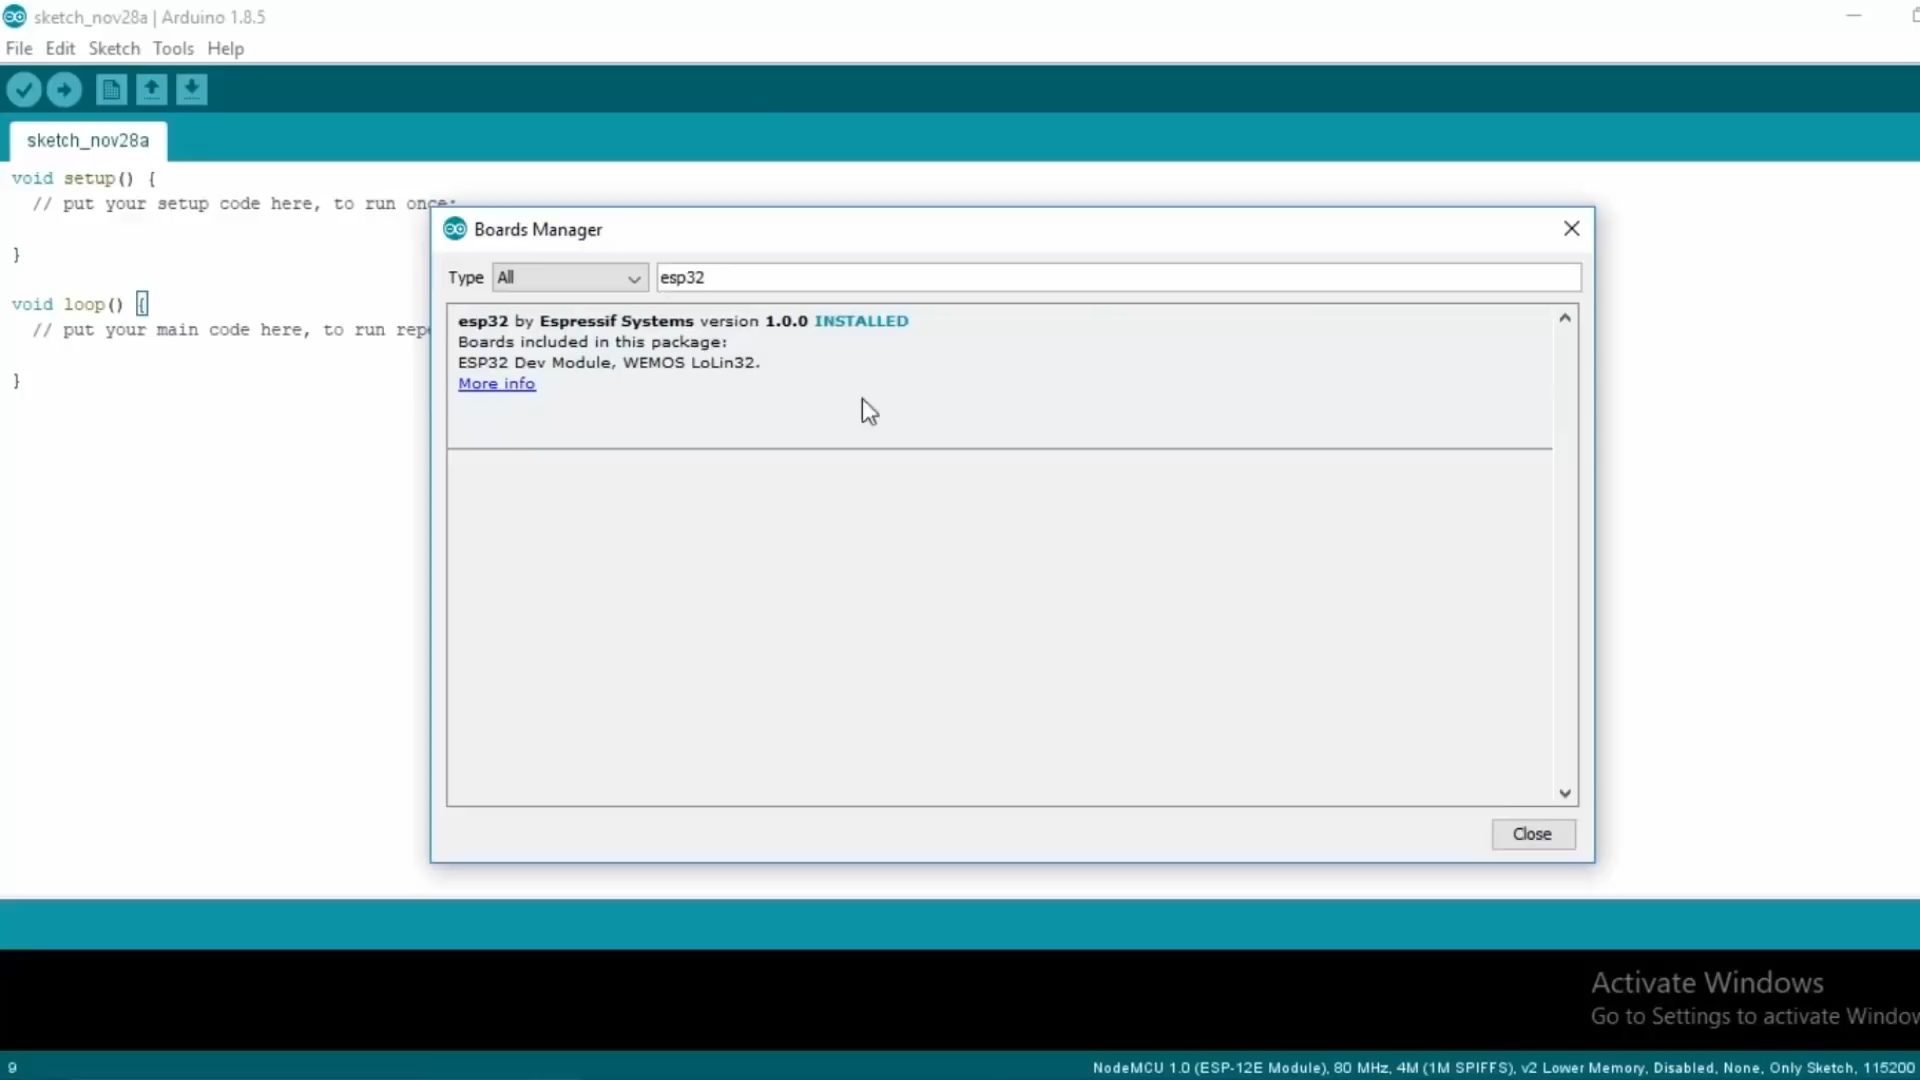 sketch_nov28a | Arduino 1.8.5
File Edit Sketch Tools Help
sketch_nov28a
void setup() {
// put your setup code here, to run once:
}
void loop() {
// put your main code here, to run
}
Boards Manager
Type All esp32
esp32 by Espressif Systems version 1.0.0 INSTALLED
Boards included in this package:
ESP32 Dev Module, WEMOS LoLin32.
More info
Close
Activate Windows
Go to Settings to activate
9
NodeMCU 1.0 (ESP-12E Module), 80 MHz, 4M (1M SPIFFS), v2 Lower Memory, Disabled, None, Only Sketch, 115200